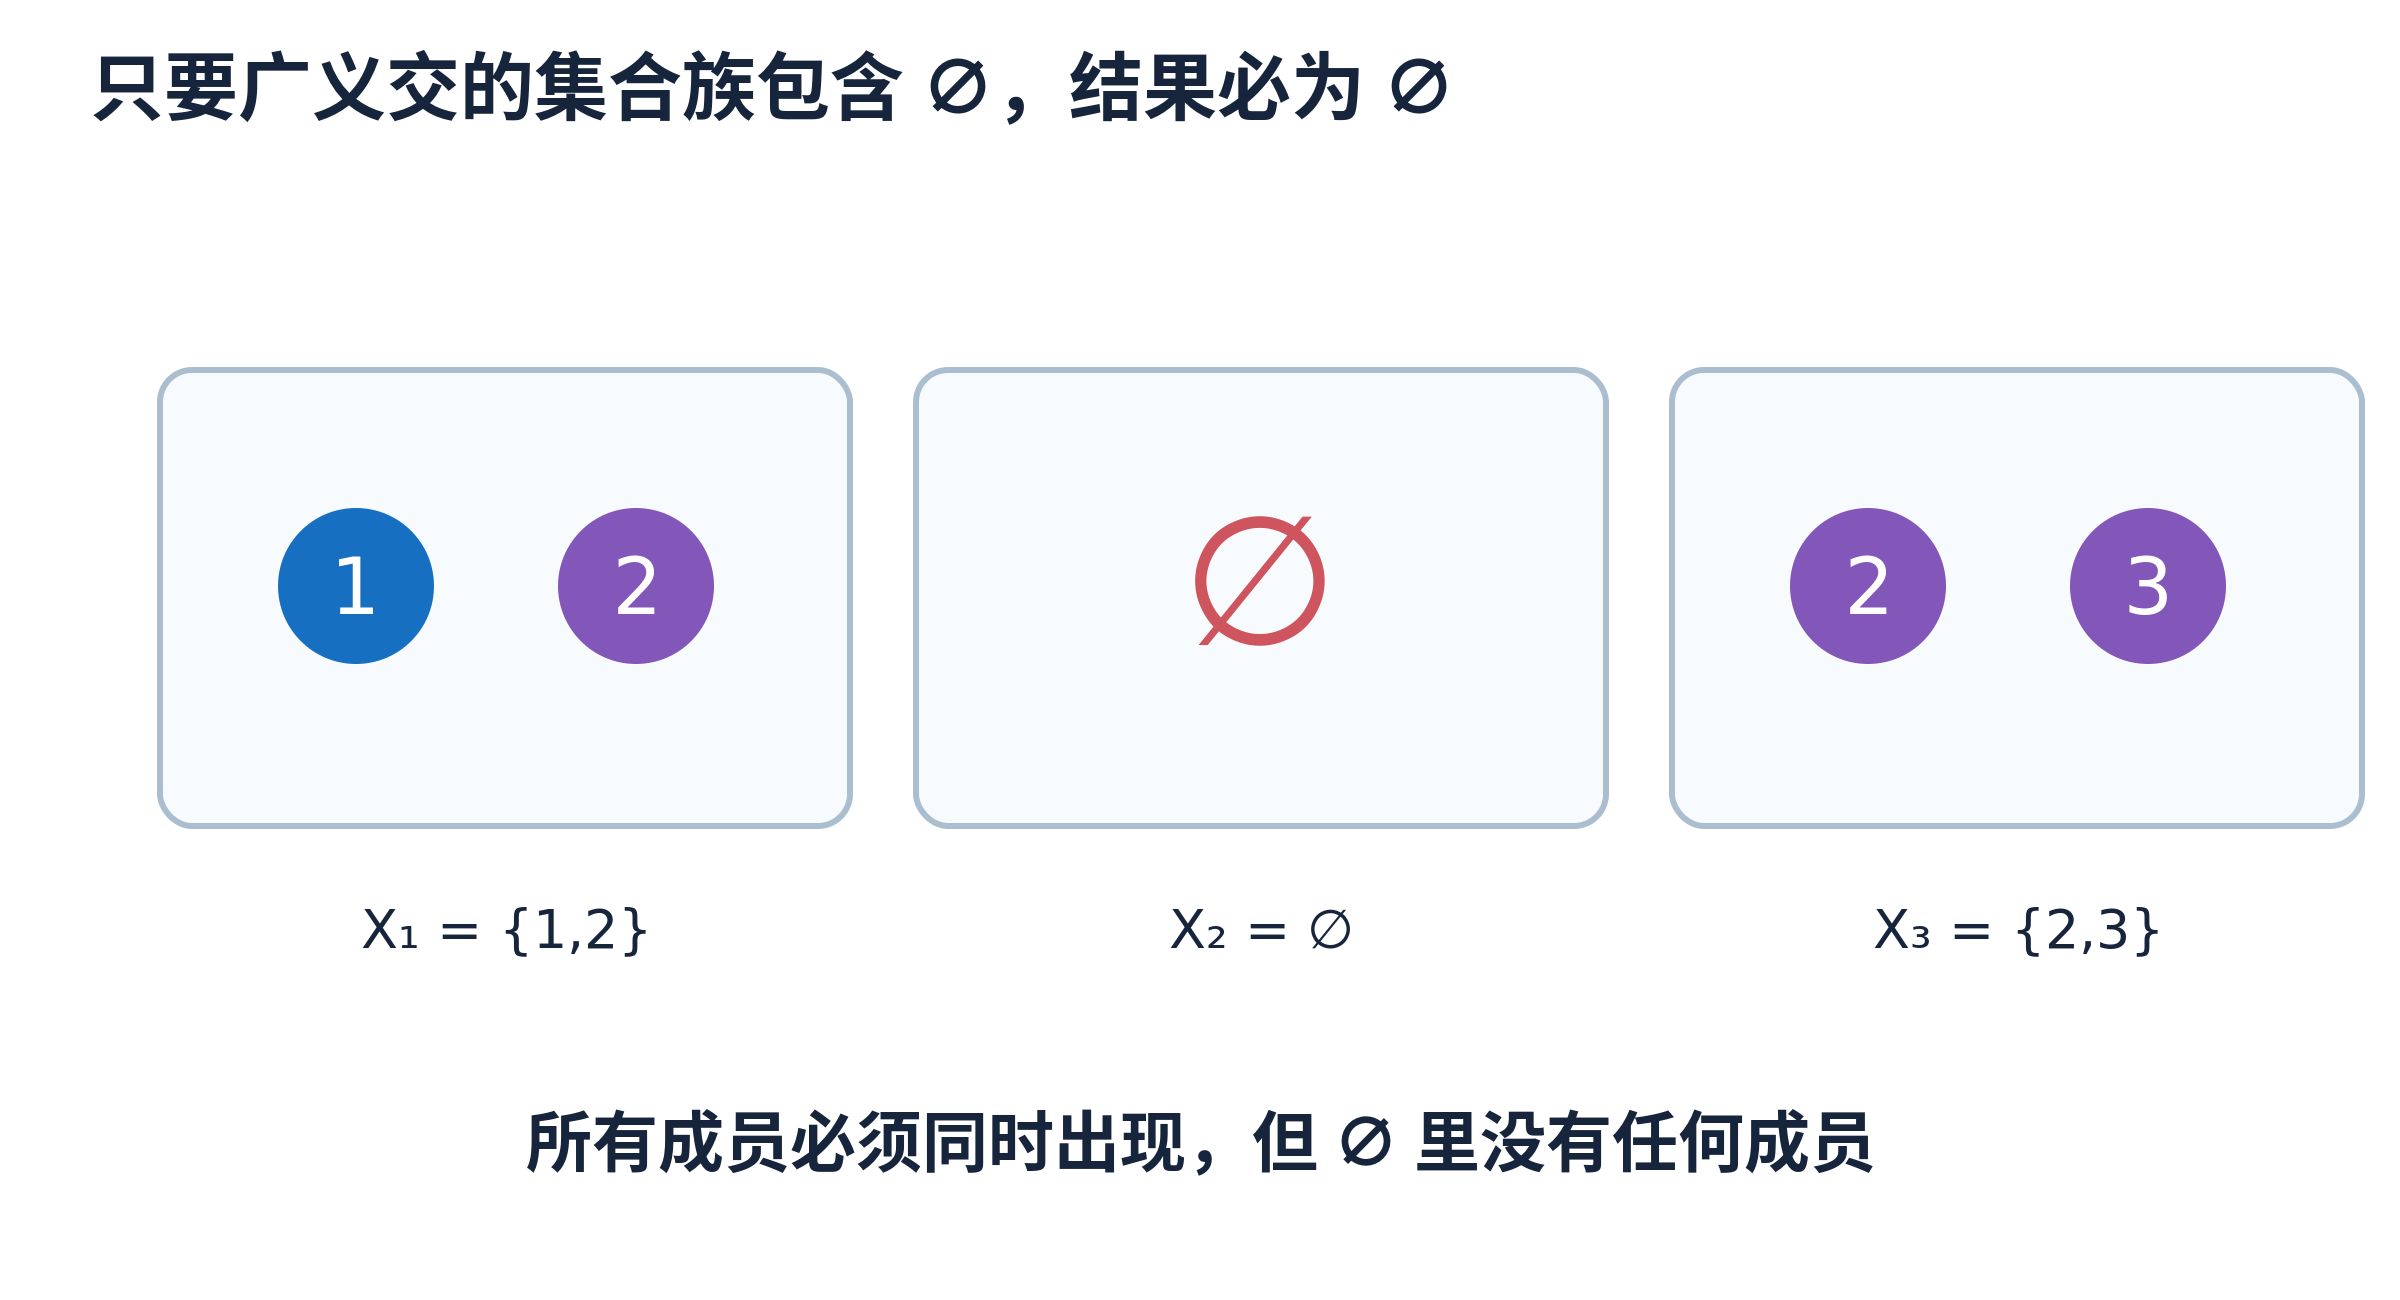 只要广义交的集合族包含 ∅，结果必为 ∅
1 2 ∅ 2 3
X₁ = {1,2} X₂ = ∅ X₃ = {2,3}
所有成员必须同时出现，但 ∅ 里没有任何成员